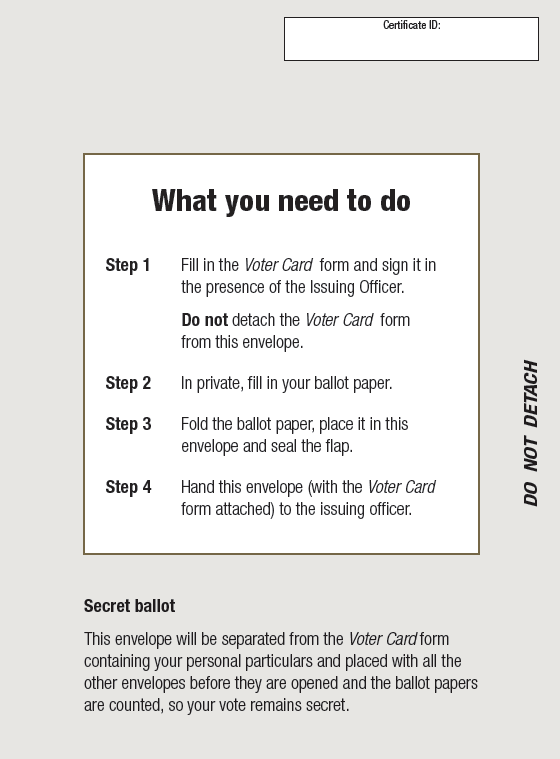 Certificate ID:
What you need to do
Step 1 Fill in the Voter Card form and sign it in
the presence of the Issuing Officer.
Do not detach the Voter Card form
from this envelope.
Step 2 In private, fill in your ballot paper.
Step 3 Fold the ballot paper, place it in this
envelope and seal the flap.
Step 4 Hand this envelope (with the Voter Card
form attached) to the issuing officer.
DO NOT DETACH
Secret ballot
This envelope will be separated from the Voter Card form
containing your personal particulars and placed with all the
other envelopes before they are opened and the ballot papers
are counted, so your vote remains secret.